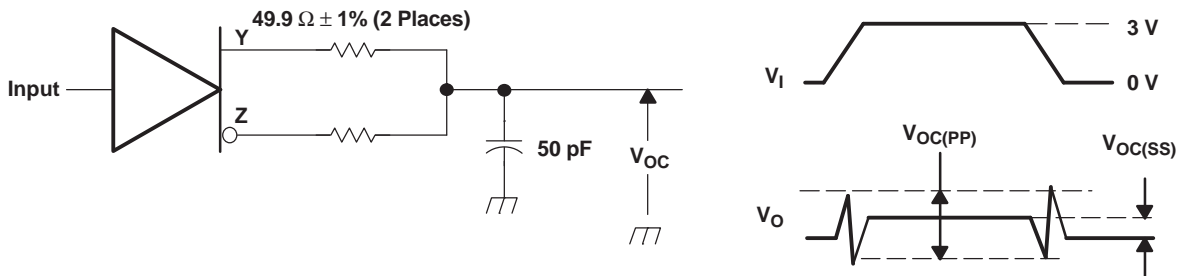 49.9 Ω ± 1% (2 Places)
Y
Input
Z
50 pF
VOC
VI
3 V
0 V
VOC(PP)
VOC(SS)
VO